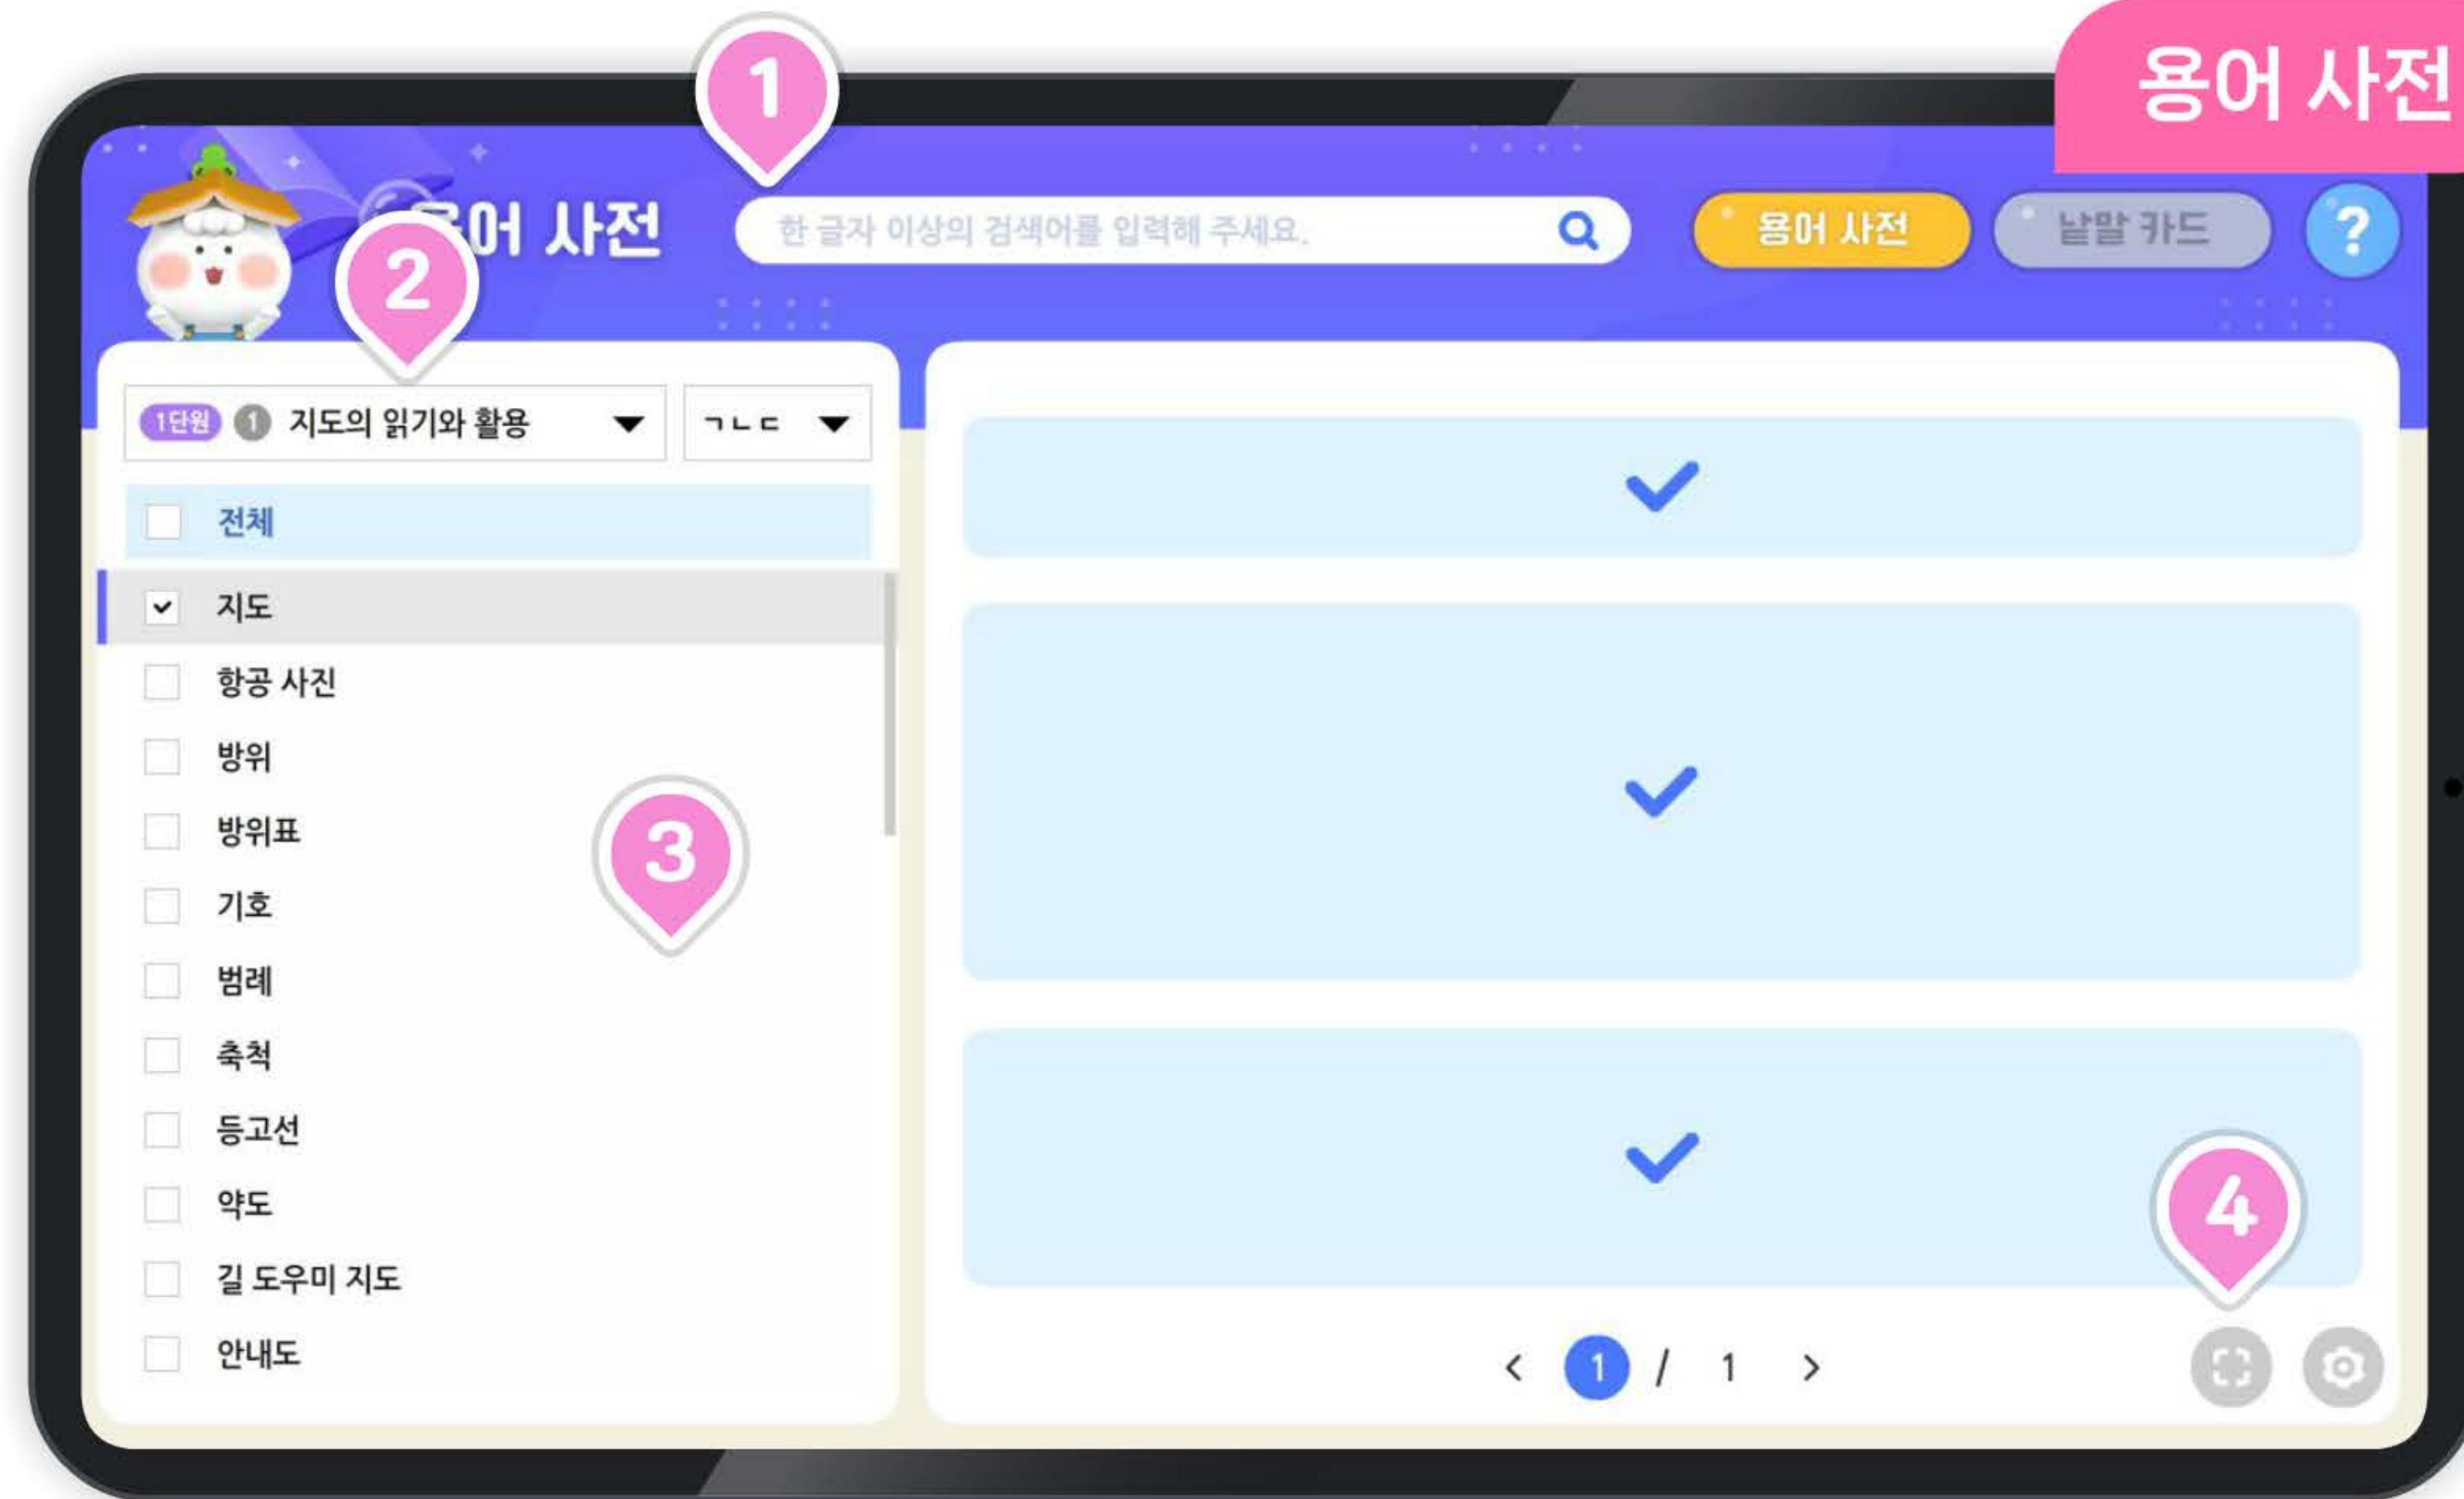 용어 사전
1
용어 사전
한 글자 이상의 검색어를 입력해 주세요.
용어 사전
낱말 카드
?
2
1단원 1 지도의 읽기와 활용
ㄱㄴㄷ
전체
지도
항공 사진
방위
방위표
기호
범례
축척
등고선
약도
길 도우미 지도
안내도
3
4
< 1 / 1 >